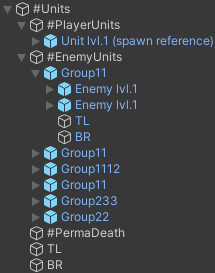 #Units
#PlayerUnits
Unit lvl.1 (spawn reference)
#EnemyUnits
Group11
Enemy lvl.1
Enemy lvl.1
TL
BR
Group11
Group1112
Group11
Group233
Group22
#PermaDeath
TL
BR